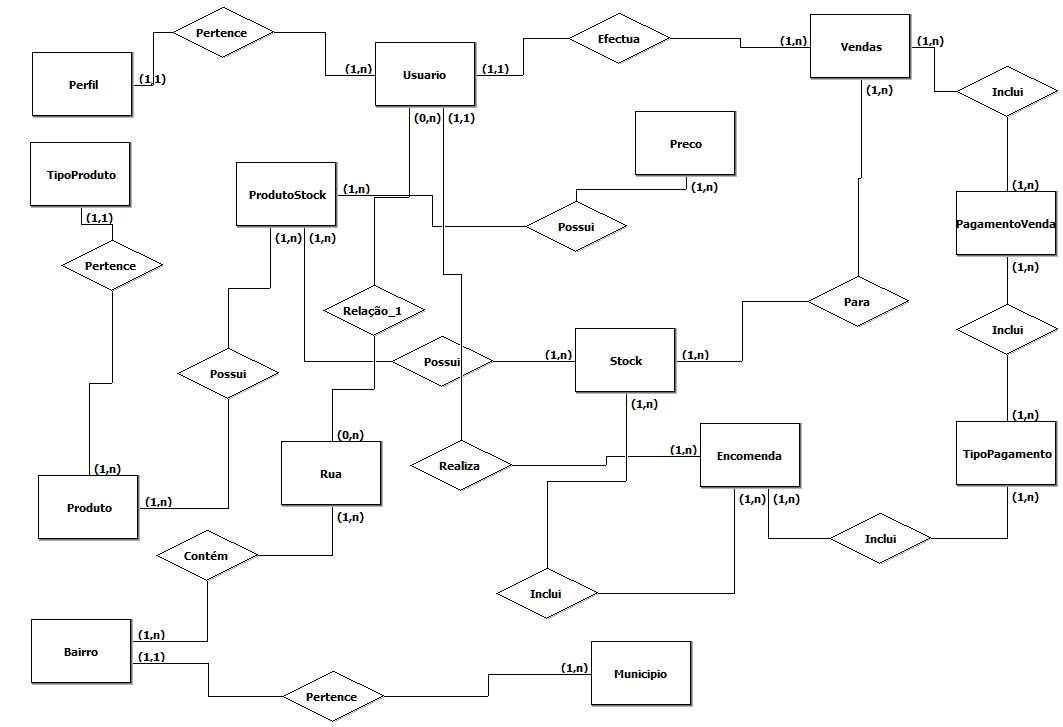 Pertence
Efectua
Vendas
(1,n)
(1,n)
(1,n)
Usuario
(1,1)
(1,n)
Perfil
(1,1)
Inclui
(0,n)
(1,1)
Preco
TipoProduto
(1,n)
(1,n)
ProdutoStock
(1,n)
(1,n)
(1,1)
Possui
PagamentoVenda
(1,n)
(1,n)
Pertence
(1,n)
Para
Relação_1
Inclui
Possui
(1,n)
Stock
(1,n)
Possui
(1,n)
(1,n)
(0,n)
(1,n)
Encomenda
TipoPagamento
(1,n)
Realiza
Rua
(1,n)
Produto
(1,n)
(1,n)
(1,n)
(1,n)
Inclui
Contém
Inclui
(1,n)
Bairro
(1,1)
(1,n)
Municipio
Pertence